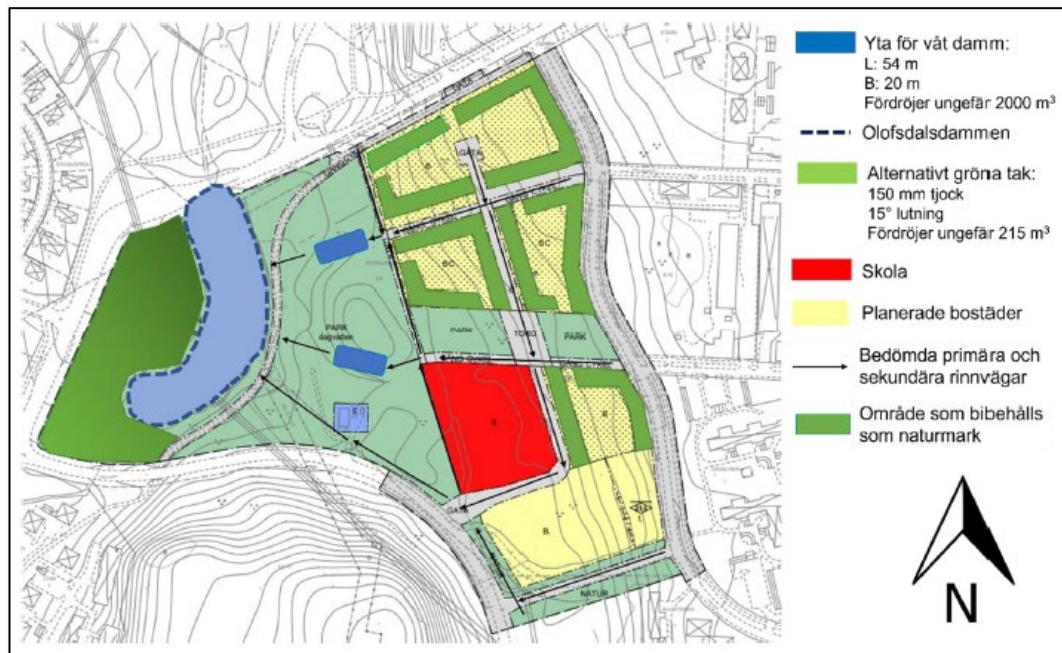 Yta för våt damm:
L: 54 m
B: 20 m
Fördröjer ungefär 2000 m³
Olofsdalsdammen
Alternativt gröna tak:
150 mm tjock
15° lutning
Fördröjer ungefär 215 m³
Skola
Planerade bostäder
Bedömda primära och
sekundära rinnvägar
Område som bibehålls
som naturmark
N
GATA
BC
BC
PARK
TORG
PARK
PARK
dagvatten
B
GATA
B
NATUR